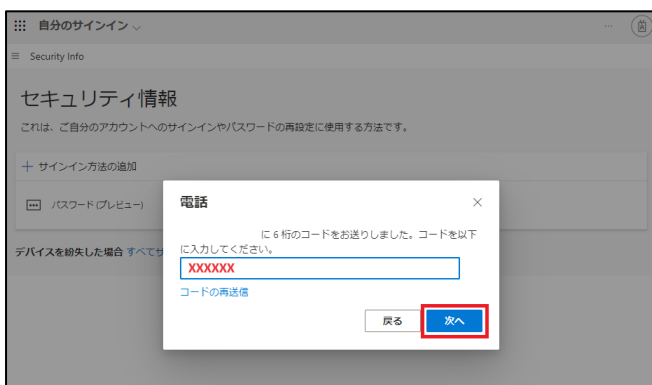 自分のサインイン
...
Security Info
セキュリティ情報
これは、ご自分のアカウントへのサインインやパスワードの再設定に使用する方法です。
+ サインイン方法の追加
パスワード (プレビュー)
デバイスを紛失した場合 すべてサ
電話
に 6 桁のコードをお送りしました。コードを以下
に入力してください。
XXXXXX
コードの再送信
戻る
次へ